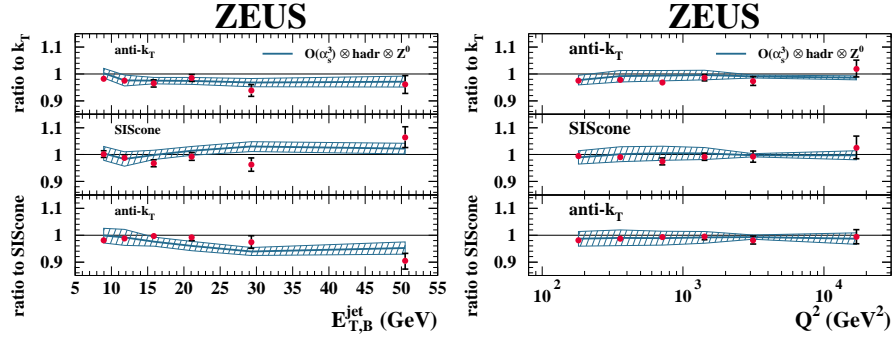 ZEUS
ratio to k_T
anti-k_T
O(α_s^3) ⊗ hadr ⊗ Z^0
1.1
1
0.9
SIScone
1.1
1
0.9
ratio to SIScone
anti-k_T
1.1
1
0.9
5 10 15 20 25 30 35 40 45 50 55
E_{T,B}^{jet} (GeV)
ZEUS
ratio to k_T
anti-k_T
O(α_s^3) ⊗ hadr ⊗ Z^0
1.1
1
0.9
SIScone
1.1
1
0.9
ratio to SIScone
anti-k_T
1.1
1
0.9
10^2 10^3 10^4
Q^2 (GeV^2)